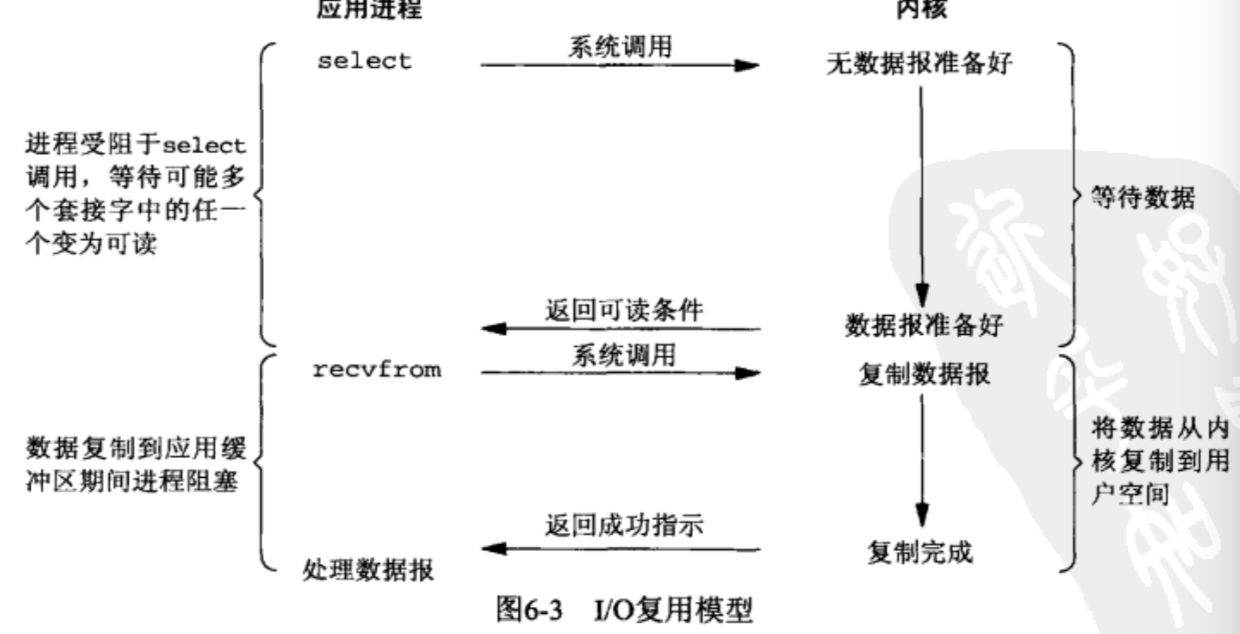 应用进程 内核
select 系统调用 无数据报准备好
进程受阻于select
调用，等待可能多
个套接字中的任一
个变为可读
等待数据
返回可读条件 数据报准备好
recvfrom 系统调用 复制数据报
数据复制到应用缓
冲区期间进程阻塞
将数据从内
核复制到用
户空间
返回成功指示 复制完成
处理数据报
图6-3 I/O复用模型